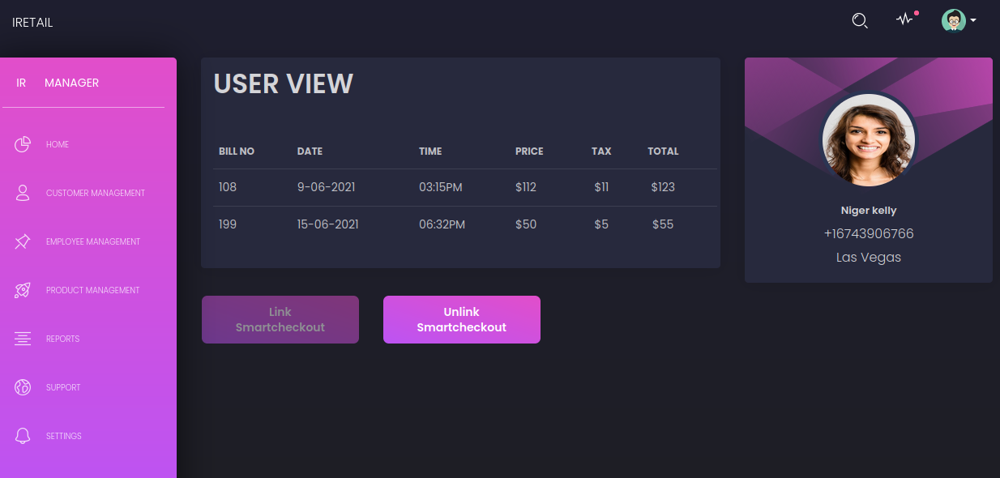 IRETAIL
IR MANAGER
HOME
CUSTOMER MANAGEMENT
EMPLOYEE MANAGEMENT
PRODUCT MANAGEMENT
REPORTS
SUPPORT
SETTINGS
USER VIEW
BILL NO DATE TIME PRICE TAX TOTAL
108 9-06-2021 03:15PM $112 $11 $123
199 15-06-2021 06:32PM $50 $5 $55
Link
Smartcheckout
Unlink
Smartcheckout
Niger kelly
+16743906766
Las Vegas